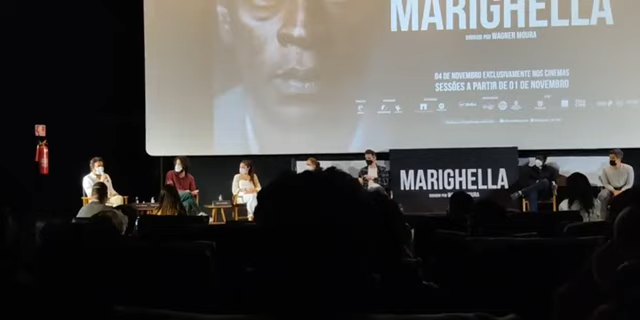 MARIGHELLA
DIRIGIDO POR WAGNER MOURA
04 DE NOVEMBRO EXCLUSIVAMENTE NOS CINEMAS
SESSÕES A PARTIR DE 01 DE NOVEMBRO
MARIGHELLA